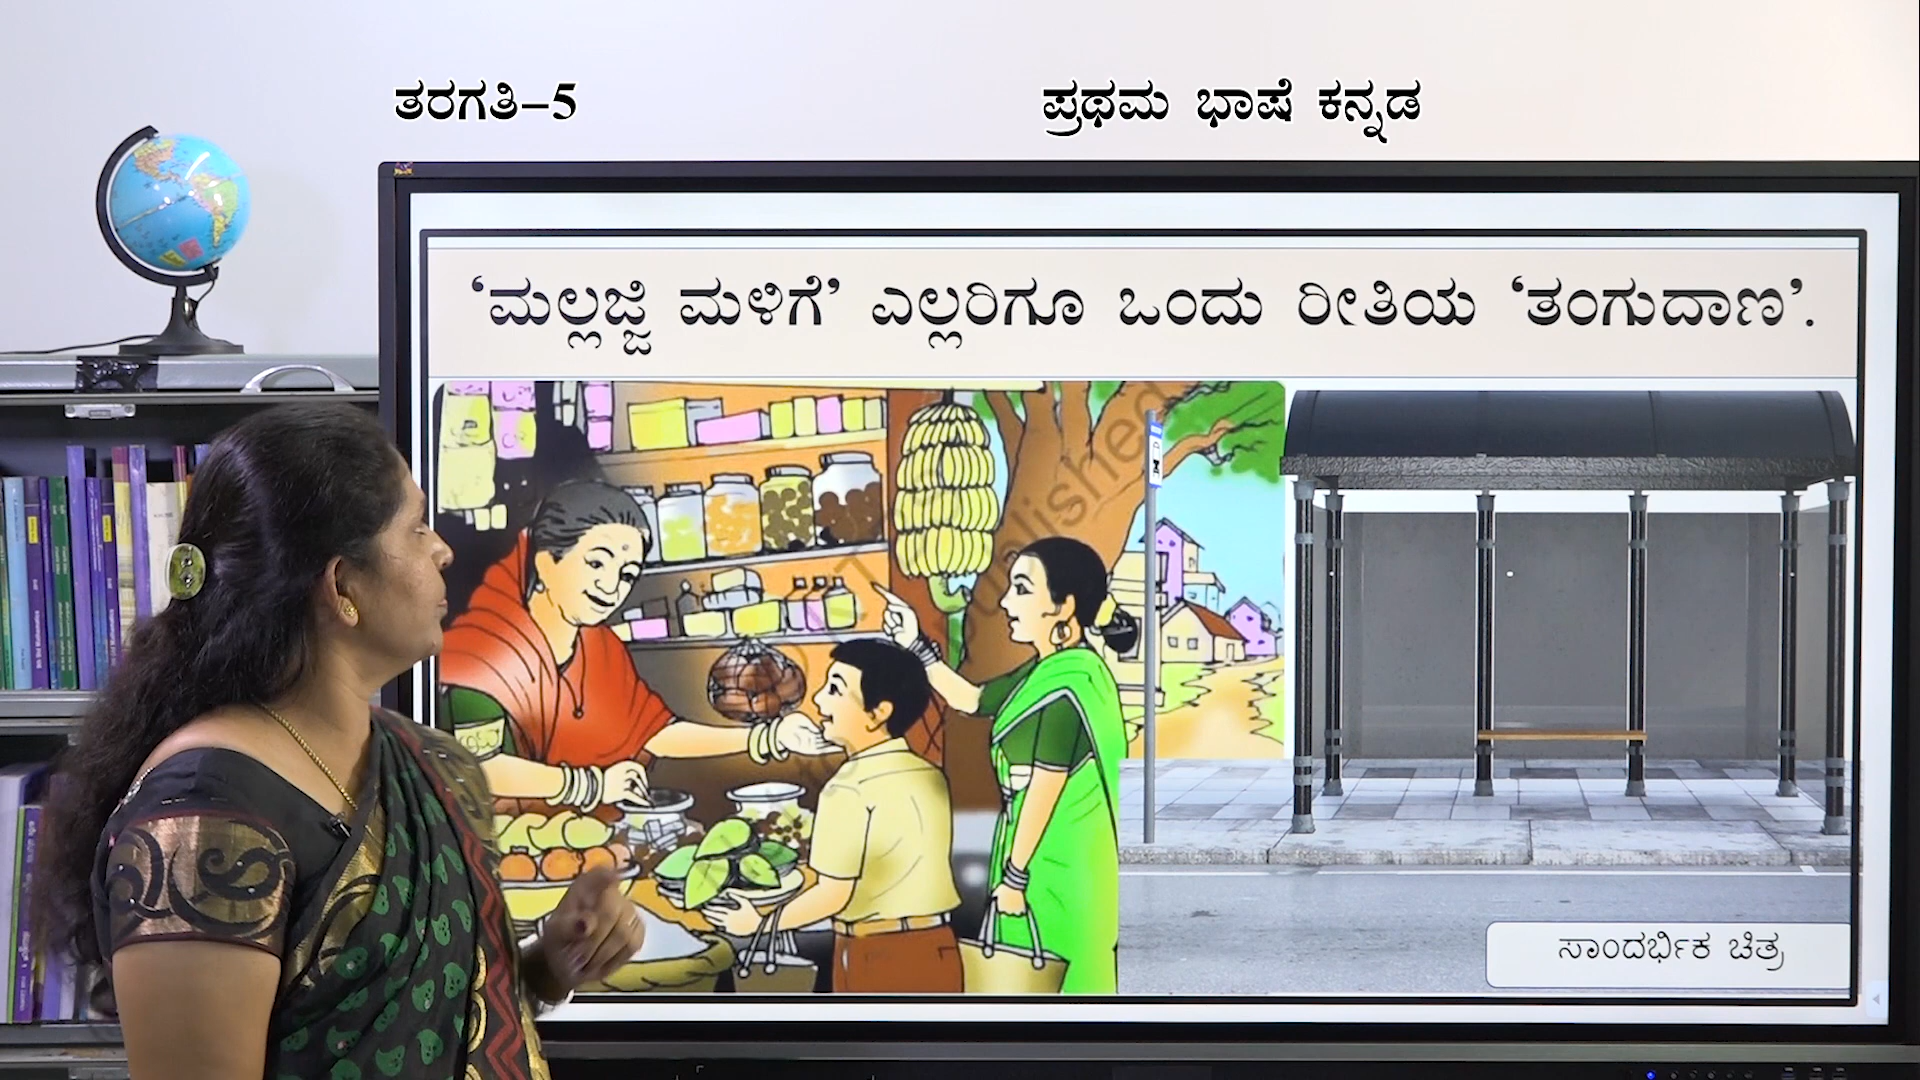 ತರಗತಿ–5
ಪ್ರಥಮ ಭಾಷೆ ಕನ್ನಡ
‘ಮಲ್ಲಜ್ಜಿ ಮಳಿಗೆ’ ಎಲ್ಲರಿಗೂ ಒಂದು ರೀತಿಯ ‘ತಂಗುದಾಣ’.
ಸಾಂದರ್ಭಿಕ ಚಿತ್ರ